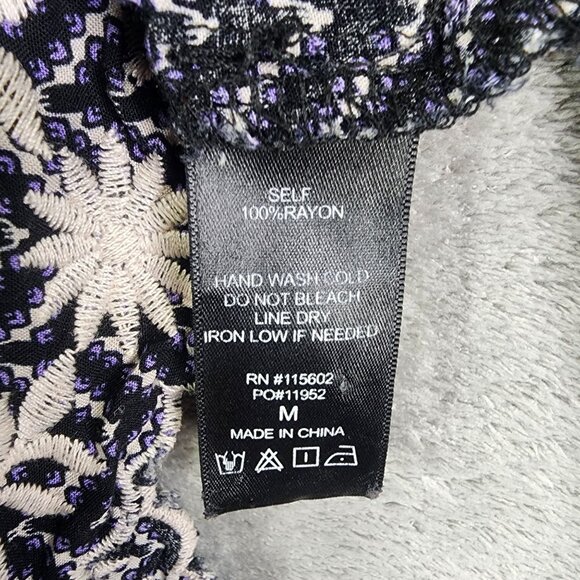 SELF
100%RAYON
HAND WASH COLD
DO NOT BLEACH
LINE DRY
IRON LOW IF NEEDED
RN #115602
PO#11952
M
MADE IN CHINA